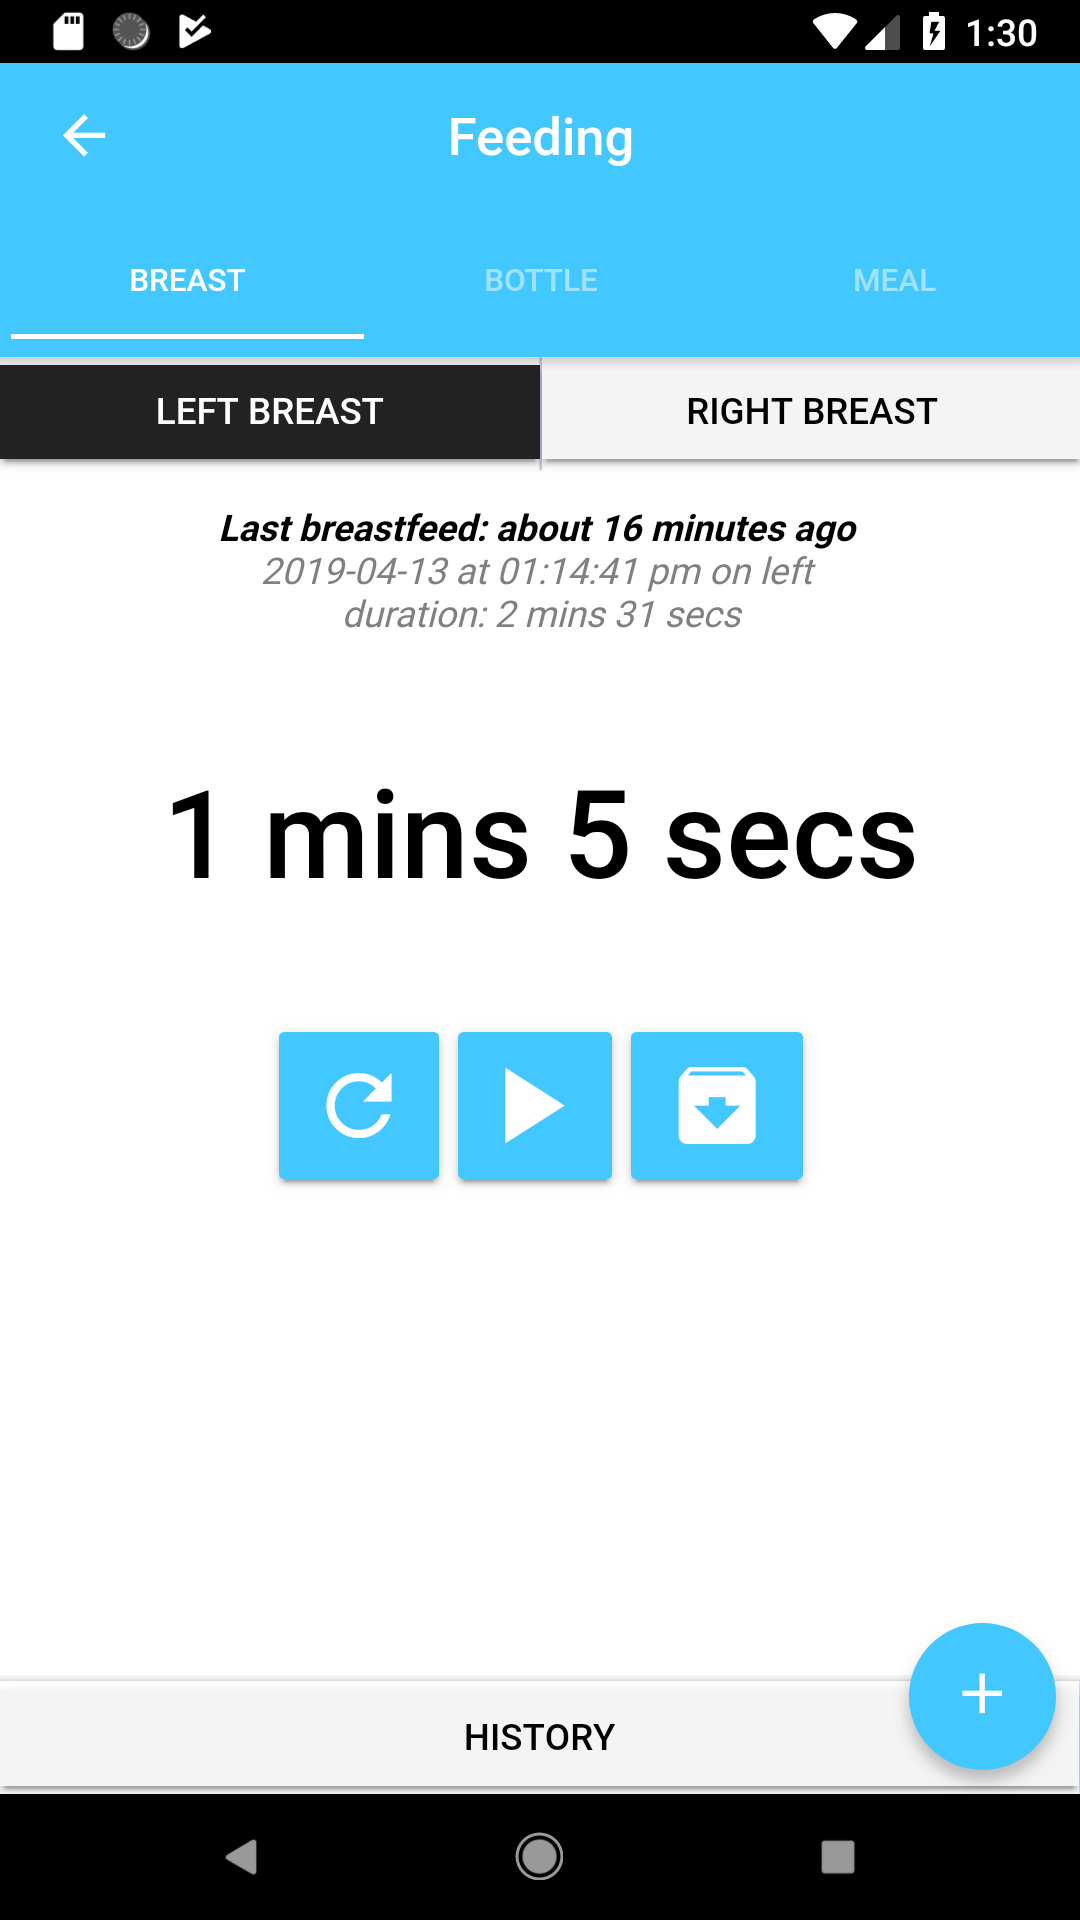 1:30
Feeding
BREAST
BOTTLE
MEAL
LEFT BREAST
RIGHT BREAST
Last breastfeed: about 16 minutes ago
2019-04-13 at 01:14:41 pm on left
duration: 2 mins 31 secs
1 mins 5 secs
HISTORY